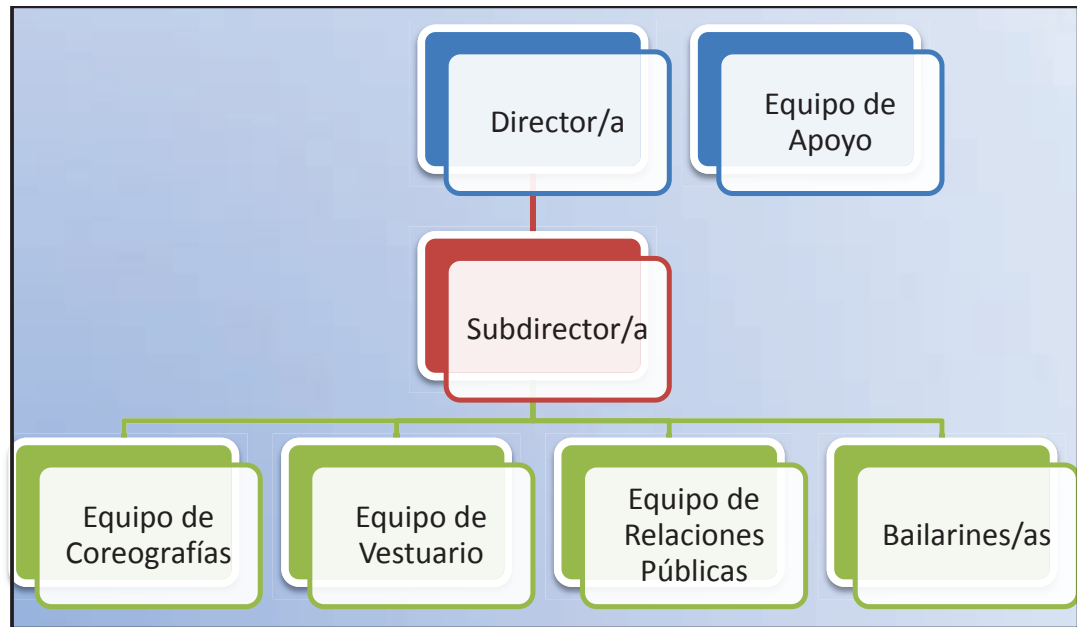 Director/a
Equipo de
Apoyo
Subdirector/a
Equipo de
Coreografías
Equipo de
Vestuario
Equipo de
Relaciones
Públicas
Bailarines/as